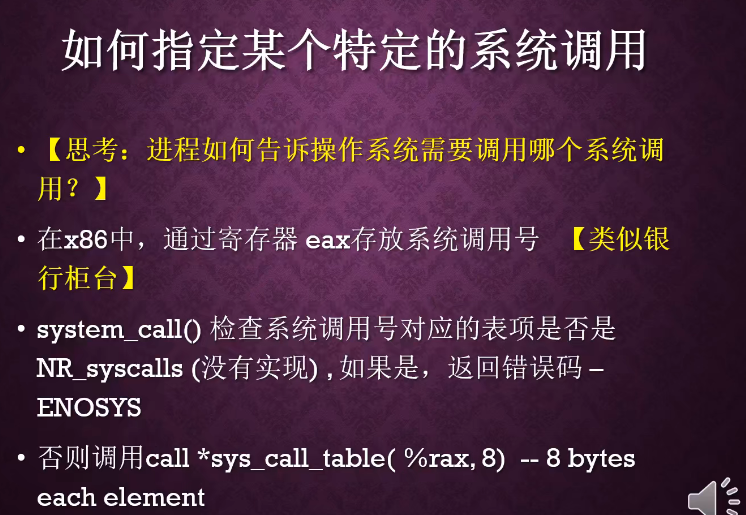 如何指定某个特定的系统调用
• 【思考：进程如何告诉操作系统需要调用哪个系统调
用？】
• 在x86中，通过寄存器 eax存放系统调用号 【类似银
行柜台】
• system_call() 检查系统调用号对应的表项是否是
NR_syscalls (没有实现) , 如果是，返回错误码 –
ENOSYS
• 否则调用call *sys_call_table( %rax, 8) -- 8 bytes
each element